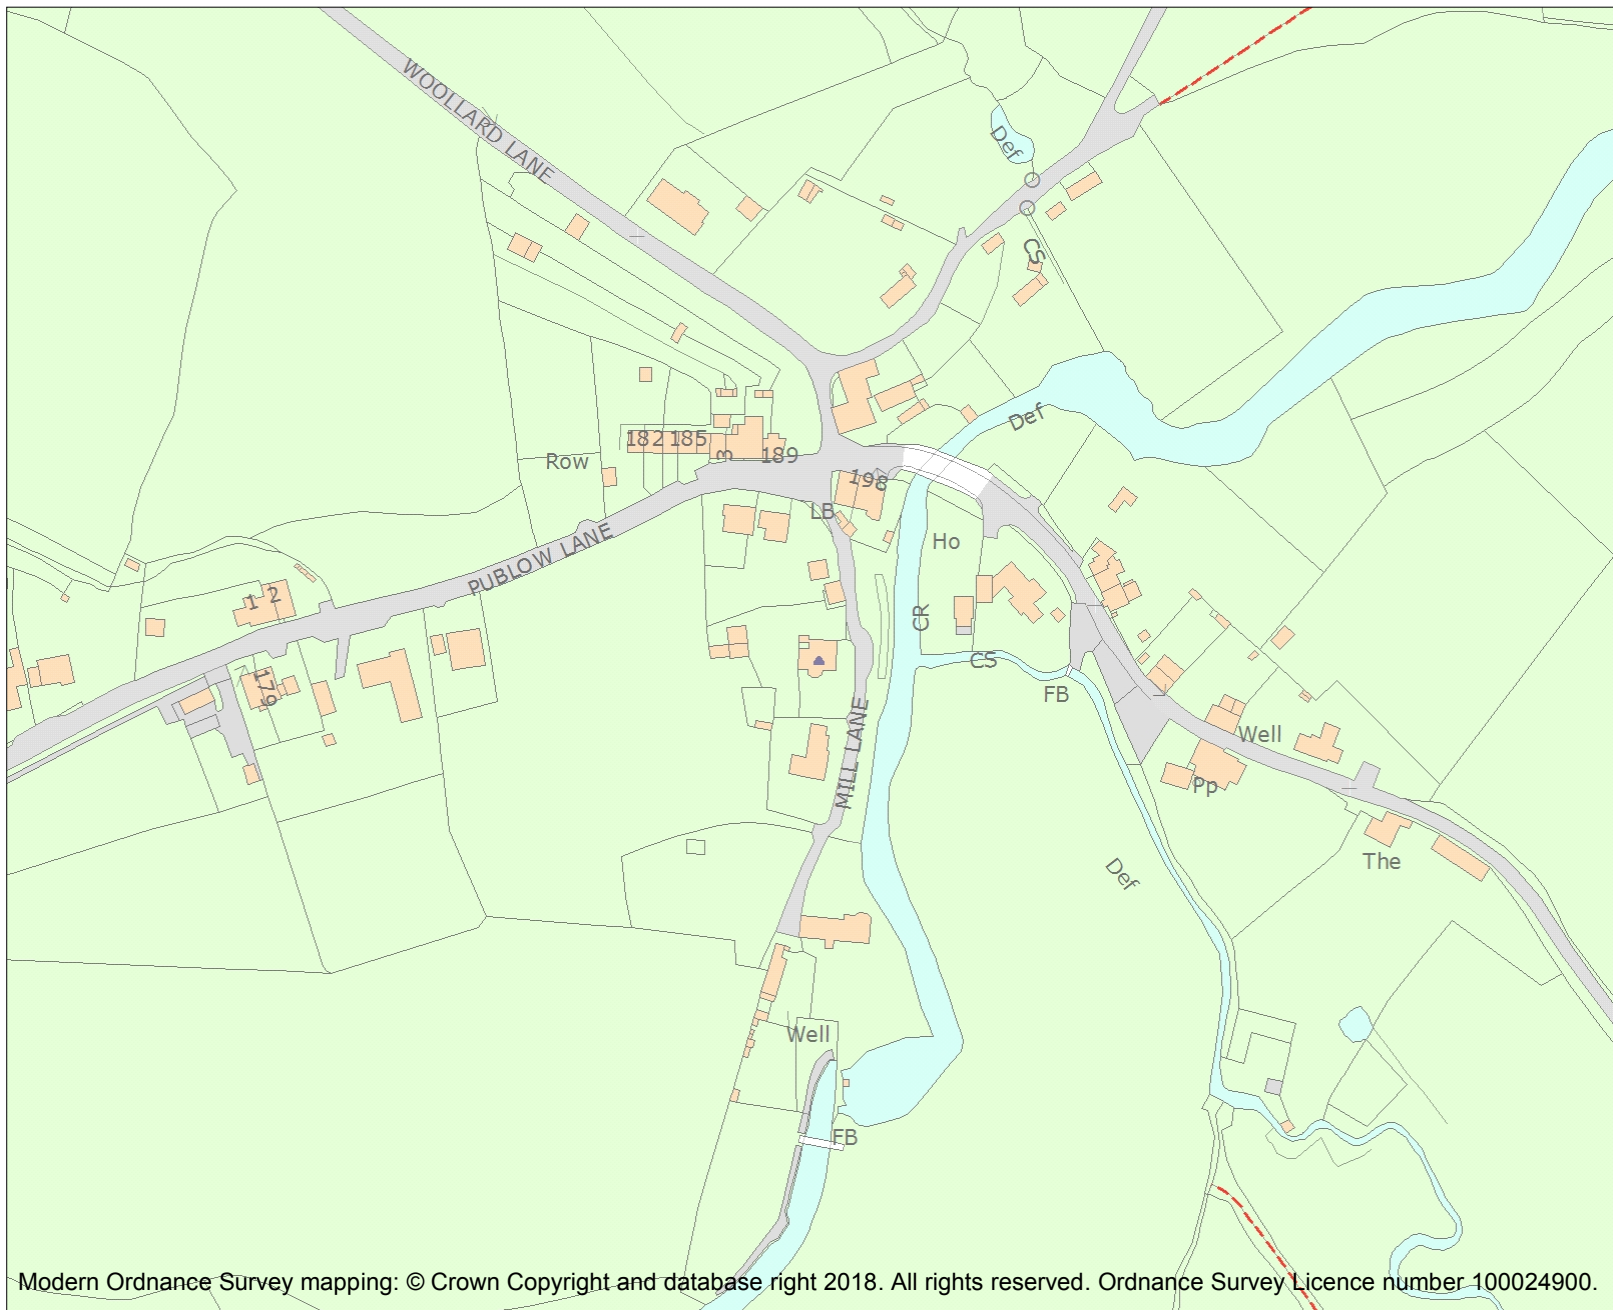 WOOLLARD LANE
Def
CS
Def
182 185
3
189
Row
198
LB
Ho
PUBLOW LANE
1 2
CR
CS
179
FB
MILL LANE
Well
Pp
The
Def
Well
FB
Modern Ordnance Survey mapping: © Crown Copyright and database right 2018. All rights reserved. Ordnance Survey Licence number 100024900.